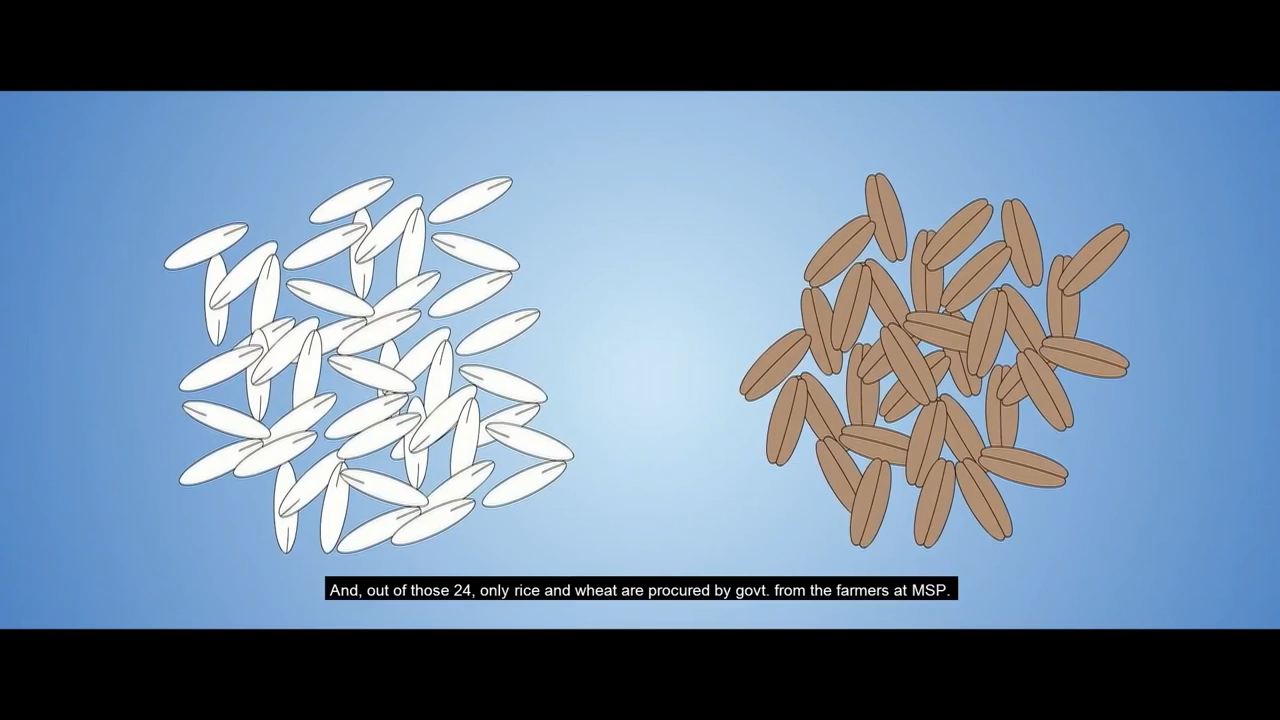 And, out of those 24, only rice and wheat are procured by govt. from the farmers at MSP.